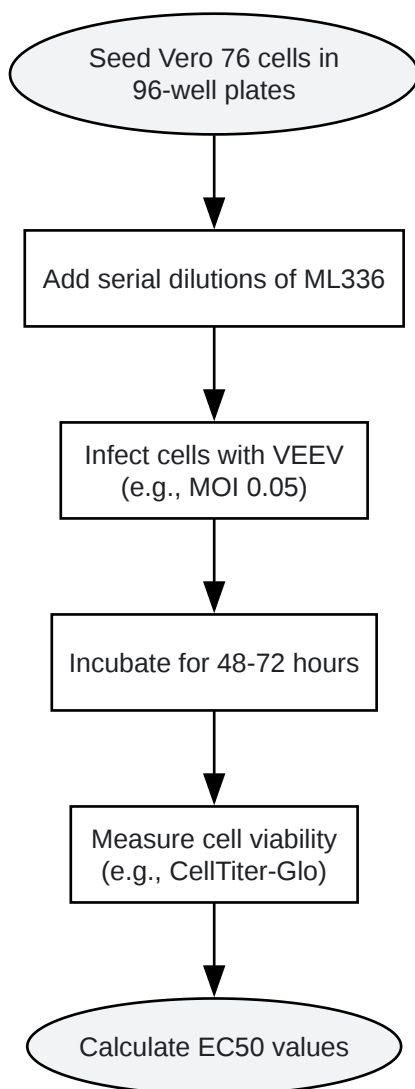 Seed Vero 76 cells in
96-well plates
Add serial dilutions of ML336
Infect cells with VEEV
(e.g., MOI 0.05)
Incubate for 48-72 hours
Measure cell viability
(e.g., CellTiter-Glo)
Calculate EC50 values